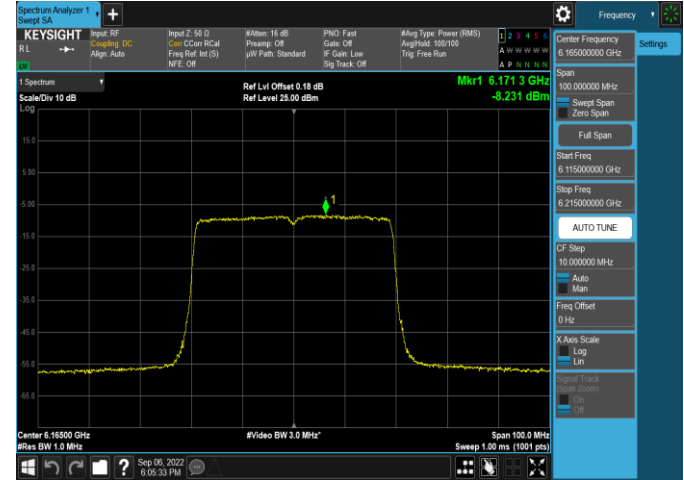 Spectrum Analyzer 1
Swept SA
Frequency
KEYSIGHT
RL
Input: RF
Coupling: DC
Align: Auto
Input Z: 50 Ω
Corr CCorr RCal
Freq Ref: Int (S)
NFE: Off
#Atten: 16 dB
Preamp: Off
µW Path: Standard
PNO: Fast
Gate: Off
IF Gain: Low
Sig Track: Off
#Avg Type: Power (RMS)
Avg|Hold: 100/100
Trig: Free Run
1 2 3 4 5 6
A W W W W W
A P N N N N
1 Spectrum
Scale/Div 10 dB
Log
Ref Lvl Offset 0.18 dB
Ref Level 25.00 dBm
Mkr1 6.171 3 GHz
-8.231 dBm
15.0
5.00
-5.00
-15.0
-25.0
-35.0
-45.0
-55.0
-65.0
1
Center 6.16500 GHz
#Res BW 1.0 MHz
#Video BW 3.0 MHz*
Span 100.0 MHz
Sweep 1.00 ms (1001 pts)
Sep 06, 2022
6:05:33 PM
Center Frequency
6.165000000 GHz
Settings
Span
100.000000 MHz
Swept Span
Zero Span
Full Span
Start Freq
6.115000000 GHz
Stop Freq
6.215000000 GHz
AUTO TUNE
CF Step
10.000000 MHz
Auto
Man
Freq Offset
0 Hz
X Axis Scale
Log
Lin
Signal Track
(Span Zoom)
On
Off